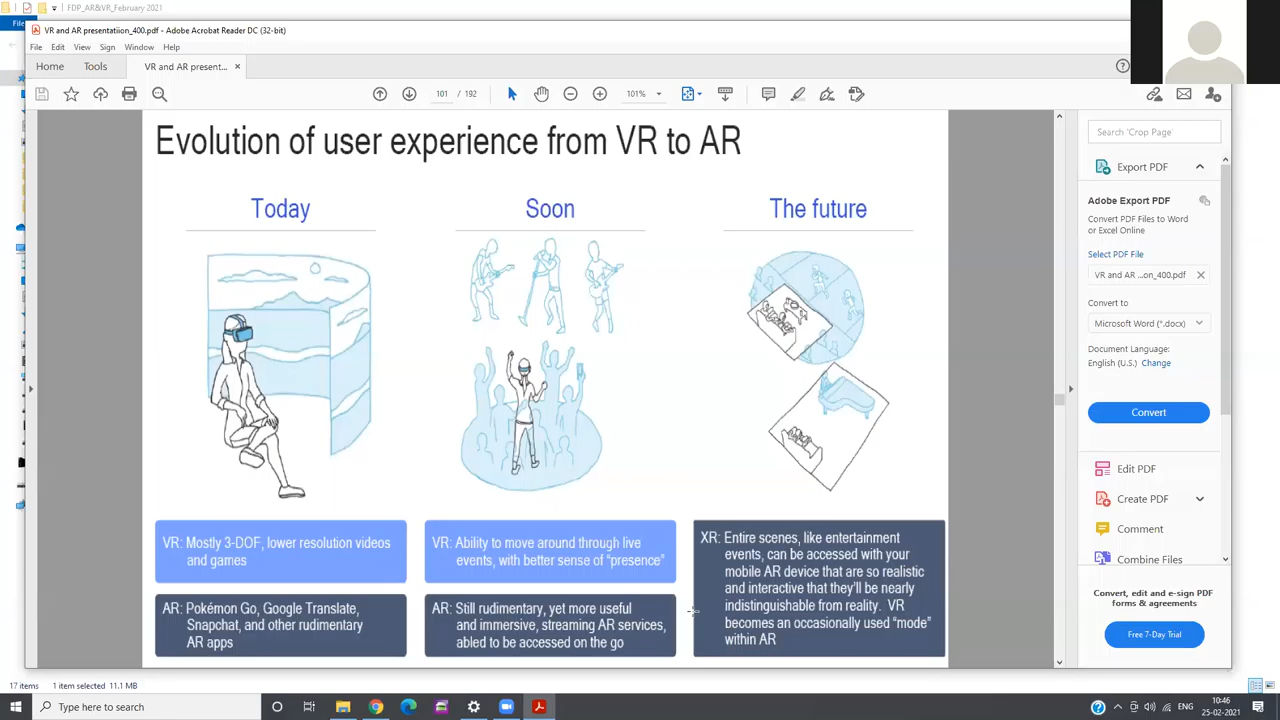 FDP_AR&VR_February 2021
File
VR and AR presentatiion_400.pdf - Adobe Acrobat Reader DC (32-bit)
File Edit View Sign Window Help
Home Tools VR and AR present... ×
101 / 192 101%
Evolution of user experience from VR to AR
Today Soon The future
VR: Mostly 3-DOF, lower resolution videos
and games
AR: Pokémon Go, Google Translate,
Snapchat, and other rudimentary
AR apps
VR: Ability to move around through live
events, with better sense of “presence”
AR: Still rudimentary, yet more useful
and immersive, streaming AR services,
abled to be accessed on the go
XR: Entire scenes, like entertainment
events, can be accessed with your
mobile AR device that are so realistic
and interactive that they’ll be nearly
indistinguishable from reality. VR
becomes an occasionally used “mode”
within AR
Search 'Crop Page'
Export PDF
Adobe Export PDF
Convert PDF Files to Word
or Excel Online
Select PDF File
VR and AR ...on_400.pdf
Convert to
Microsoft Word (*.docx)
Document Language:
English (U.S.) Change
Convert
Edit PDF
Create PDF
Comment
Combine Files
Convert, edit and e-sign PDF
forms & agreements
Free 7-Day Trial
17 items 1 item selected 11.1 MB
Type here to search
ENG
10:46
25-02-2021